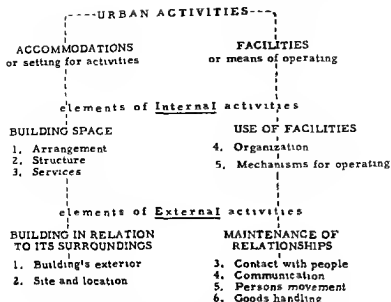 URBAN ACTIVITIES
ACCOMMODATIONS
or setting for activities
FACILITIES
or means of operating
elements of Internal activities
BUILDING SPACE
1. Arrangement
2. Structure
3. Services
USE OF FACILITIES
4. Organization
5. Mechanisms for operating
elements of External activities
BUILDING IN RELATION
TO ITS SURROUNDINGS
1. Building's exterior
2. Site and location
MAINTENANCE OF
RELATIONSHIPS
3. Contact with people
4. Communication
5. Persons movement
6. Goods handling